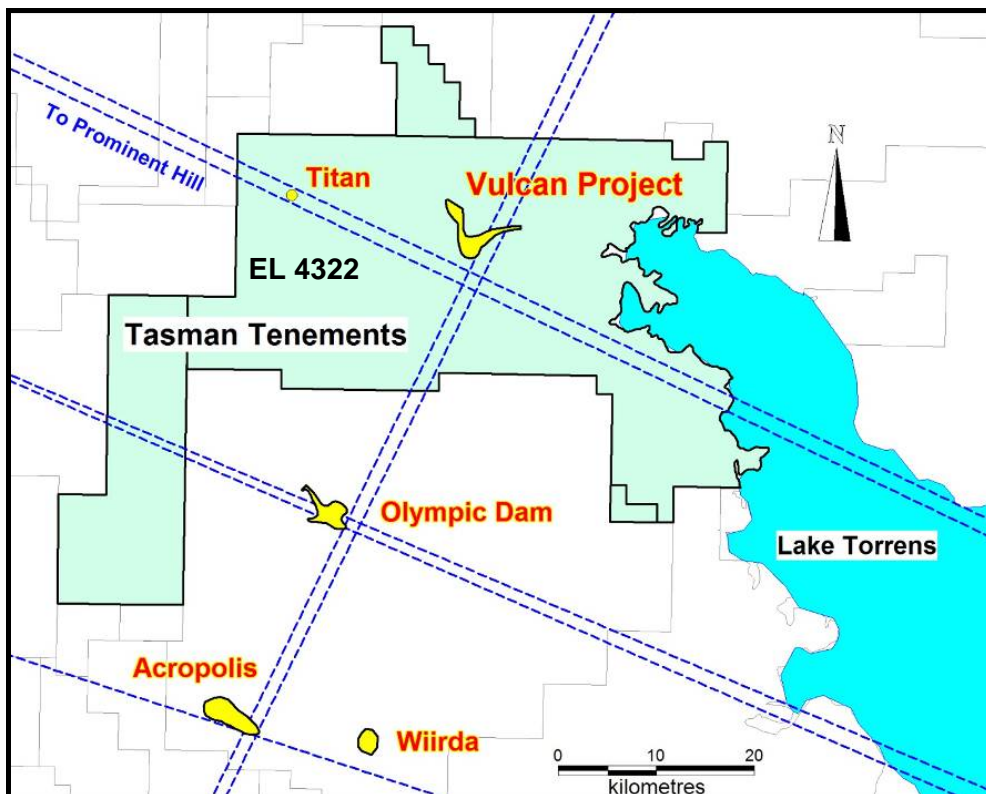 To Prominent Hill
Titan
Vulcan Project
N
EL 4322
Tasman Tenements
Olympic Dam
Lake Torrens
Acropolis
Wiirda
0 10 20
kilometres